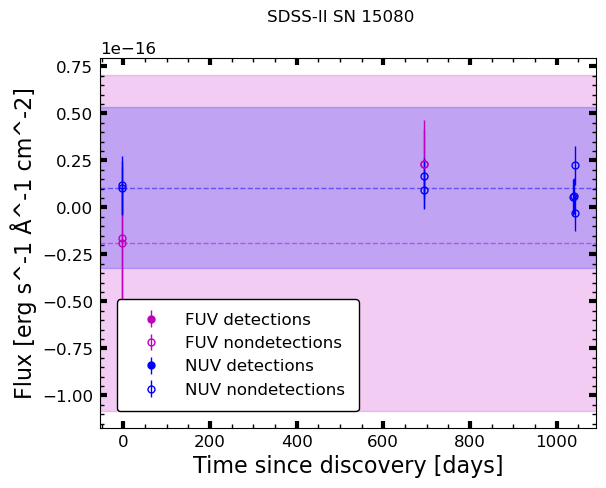 SDSS-II SN 15080
1e−16
0.75
0.50
0.25
0.00
−0.25
−0.50
−0.75
−1.00
Flux [erg s^-1 Å^-1 cm^-2]
FUV detections
FUV nondetections
NUV detections
NUV nondetections
0 200 400 600 800 1000
Time since discovery [days]